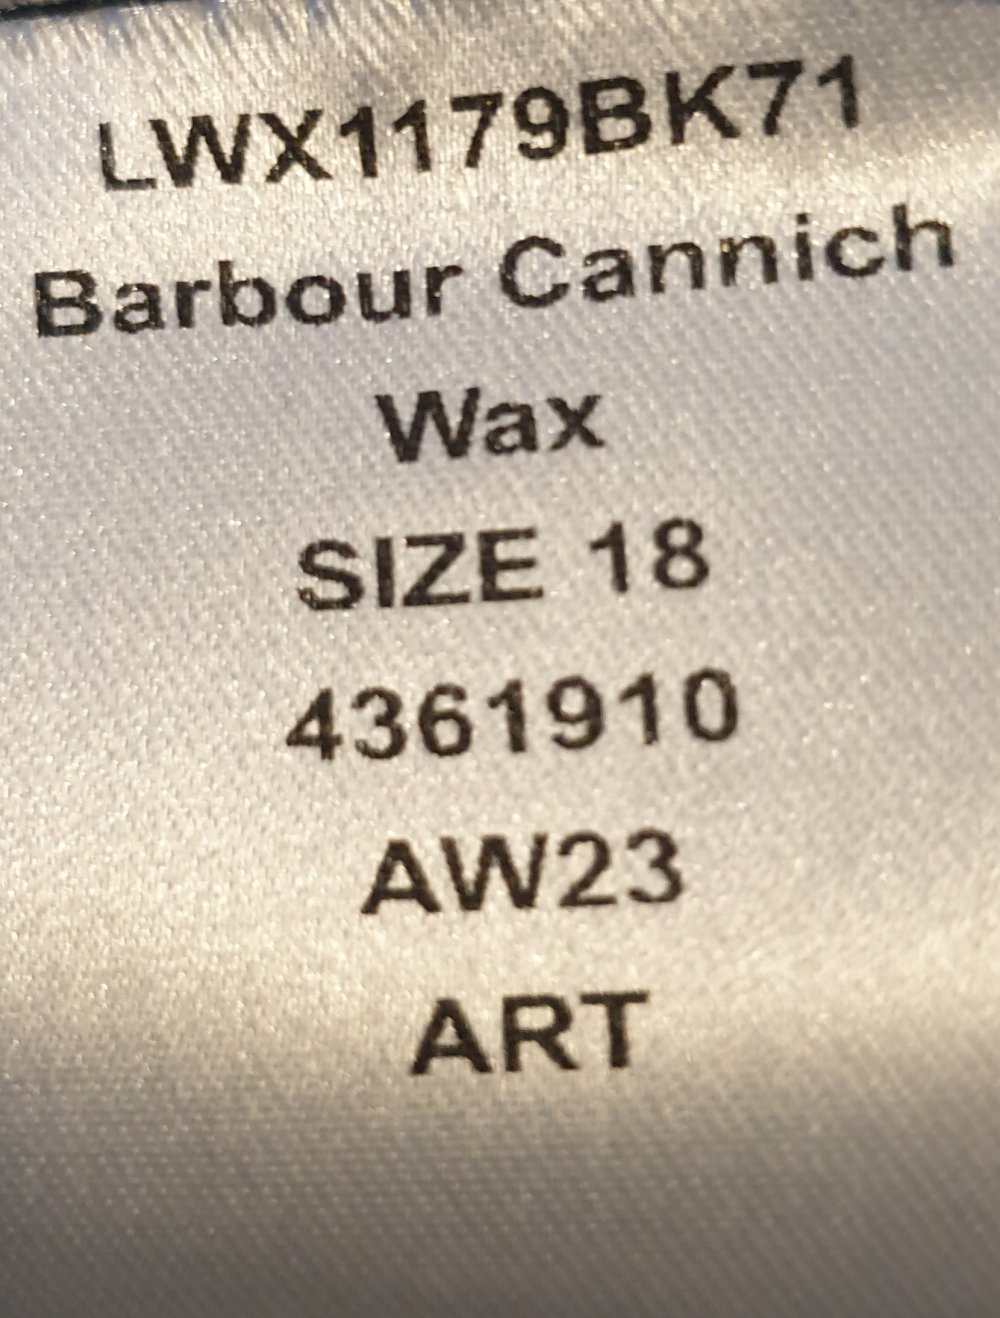 LWX1179BK71
Barbour Cannich
Wax
SIZE 18
4361910
AW23
ART